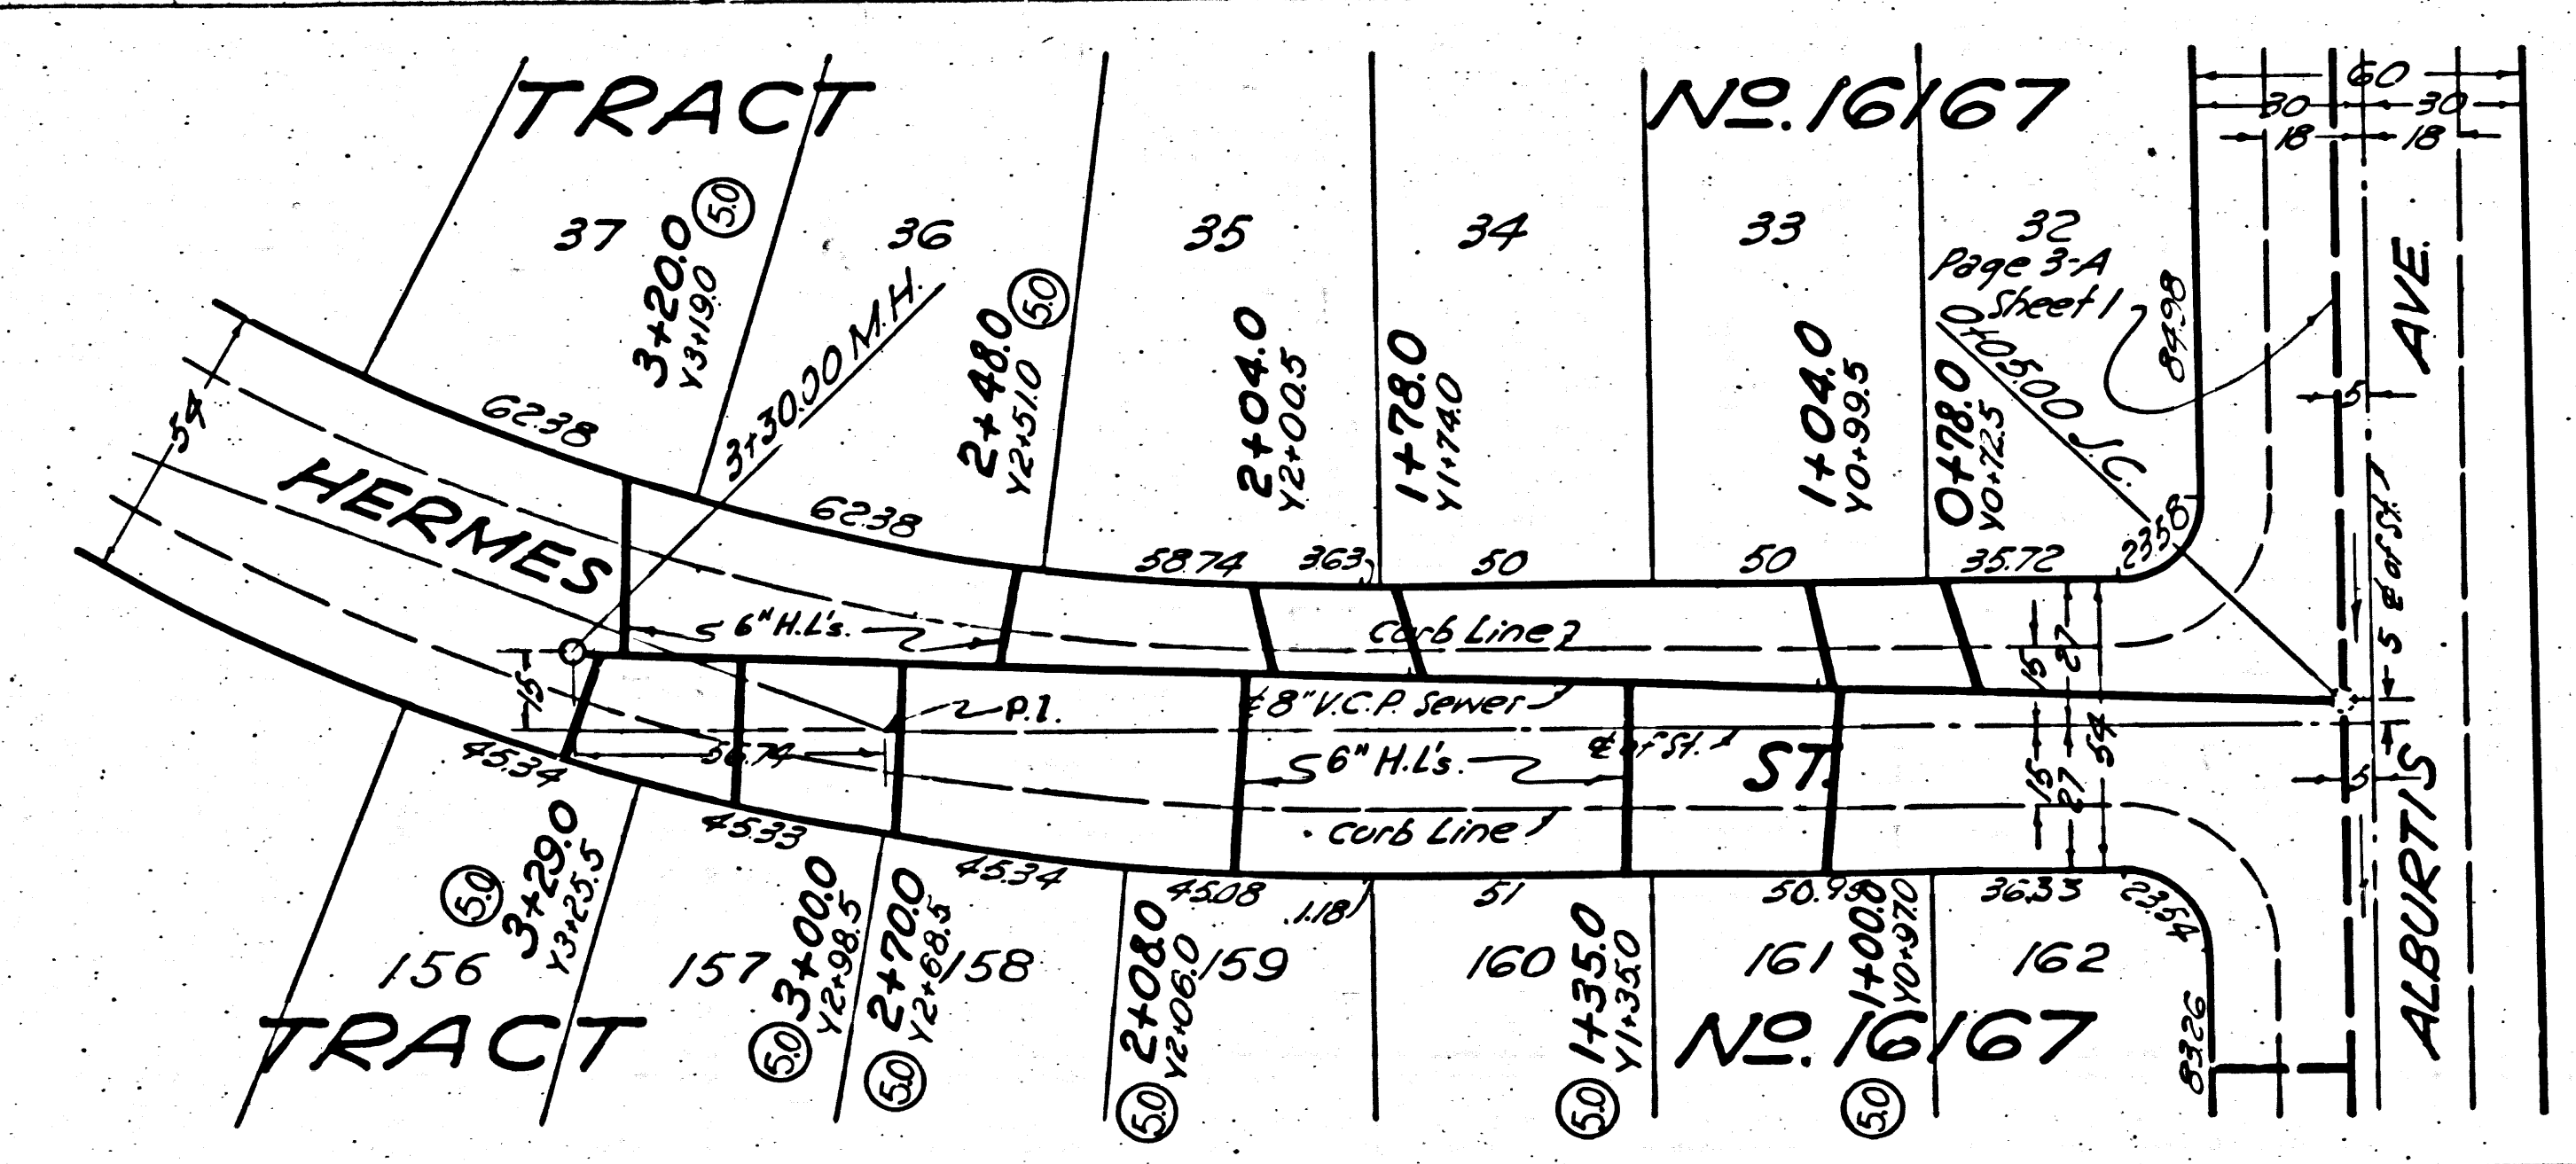 TRACT No. 16167
60
30 30
18 18
37 36 35 34 33 32
3+20.0 5.0
Y3+19.0
3+30.00 M.H.
2+48.0 5.0
Y2+51.0
2+04.0
Y2+00.5
1+78.0
Y1+74.0
1+04.0
Y0+99.5
0+78.0
Y0+72.5
Page 3-A
Sheet 1
0+05.00 J.C.
84.98
AVE.
5
54
HERMES
62.38
62.38
58.74
3.63
50
50
35.72
23.58
5 ℄ of St.
5 6" H.L's.
Curb Line
15
27
15
P.I.
℄ 8" V.C.P. Sewer
56.74
5 6" H.L's.
℄ of St.
ST.
15
27
54
5
Curb Line
45.34
45.33
45.34
45.08
1.18
51
50.95
36.33
23.54
ALBURTIS
156 157 158 159 160 161 162
5.0 3+29.0
Y3+25.5
5.0 3+00.0
Y2+98.5
5.0 2+70.0
Y2+68.5
5.0 2+08.0
Y2+06.0
5.0 1+35.0
Y1+35.0
5.0 1+00.0
Y0+97.0
83.26
TRACT No. 16167